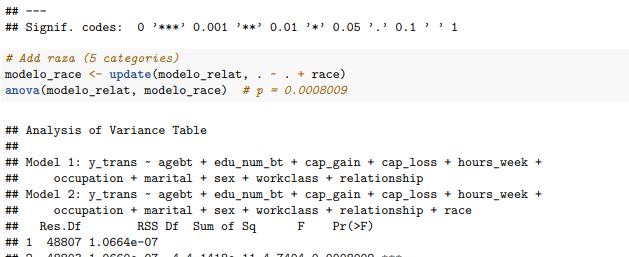 ## ---
## Signif. codes:  0 '***' 0.001 '**' 0.01 '*' 0.05 '.' 0.1 ' ' 1
# Add raza (5 categories)
modelo_race <- update(modelo_relat, . ~ . + race)
anova(modelo_relat, modelo_race)  # p = 0.0008009
## Analysis of Variance Table
##
## Model 1: y_trans ~ agebt + edu_num_bt + cap_gain + cap_loss + hours_week +
##     occupation + marital + sex + workclass + relationship
## Model 2: y_trans ~ agebt + edu_num_bt + cap_gain + cap_loss + hours_week +
##     occupation + marital + sex + workclass + relationship + race
##   Res.Df        RSS Df  Sum of Sq      F    Pr(>F)
## 1  48807 1.0664e-07